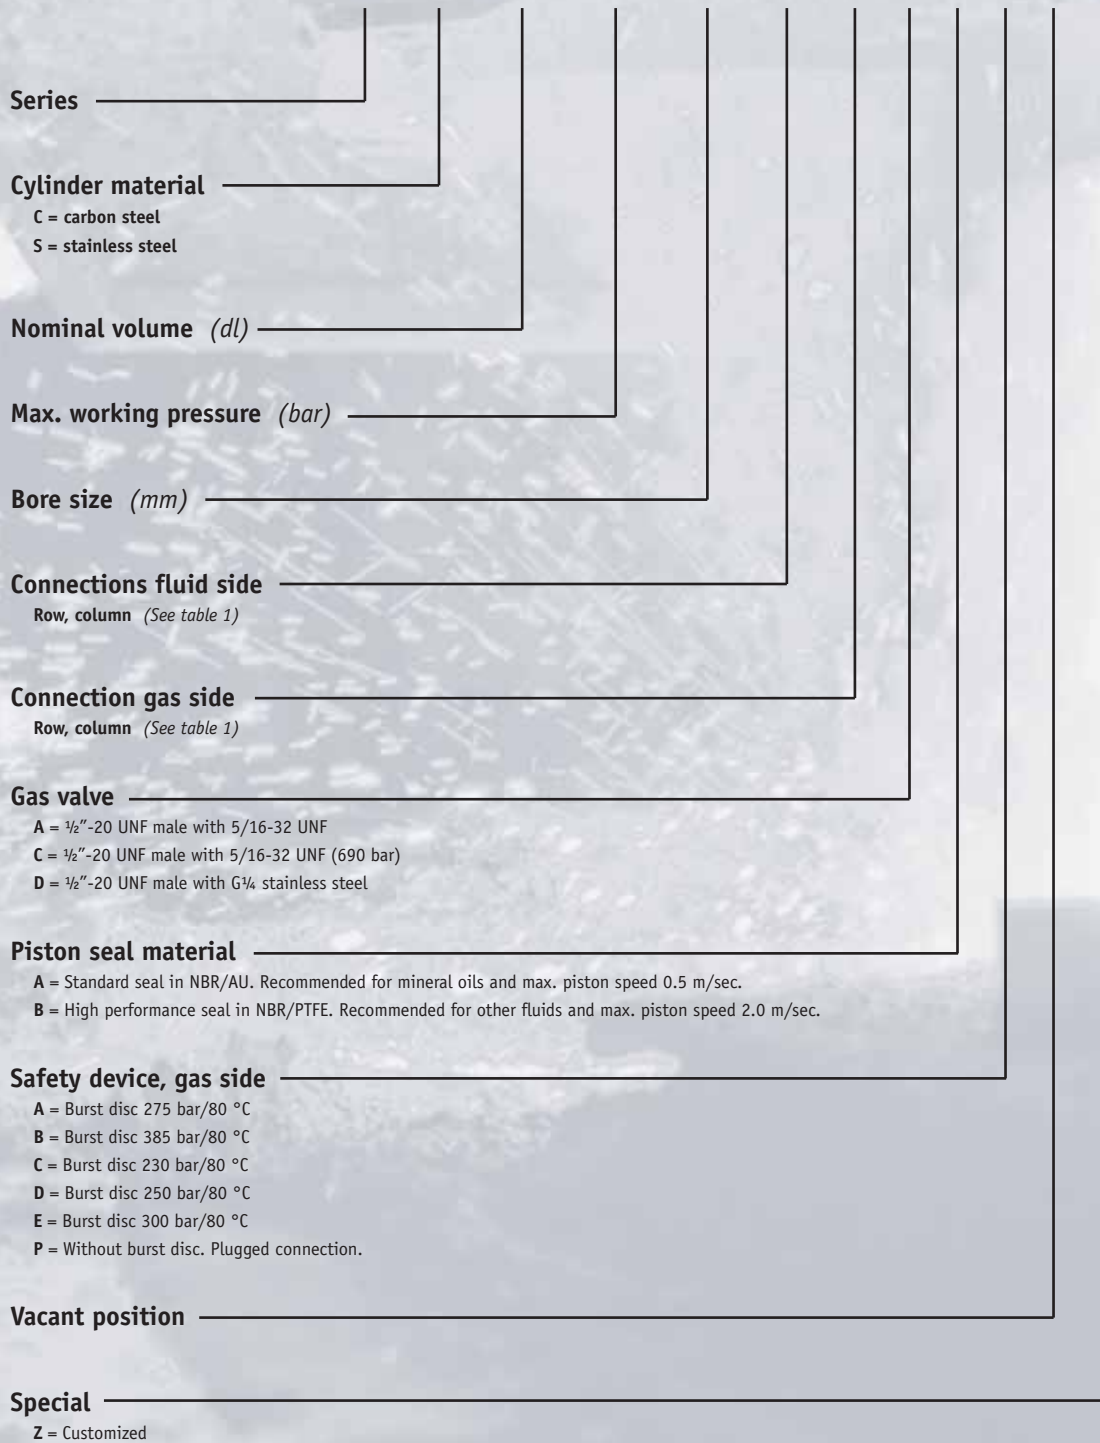 Series
Cylinder material
C = carbon steel
S = stainless steel
Nominal volume (dl)
Max. working pressure (bar)
Bore size (mm)
Connections fluid side
Row, column (See table 1)
Connection gas side
Row, column (See table 1)
Gas valve
A = ½″-20 UNF male with 5/16-32 UNF
C = ½″-20 UNF male with 5/16-32 UNF (690 bar)
D = ½″-20 UNF male with G¼ stainless steel
Piston seal material
A = Standard seal in NBR/AU. Recommended for mineral oils and max. piston speed 0.5 m/sec.
B = High performance seal in NBR/PTFE. Recommended for other fluids and max. piston speed 2.0 m/sec.
Safety device, gas side
A = Burst disc 275 bar/80 °C
B = Burst disc 385 bar/80 °C
C = Burst disc 230 bar/80 °C
D = Burst disc 250 bar/80 °C
E = Burst disc 300 bar/80 °C
P = Without burst disc. Plugged connection.
Vacant position
Special
Z = Customized